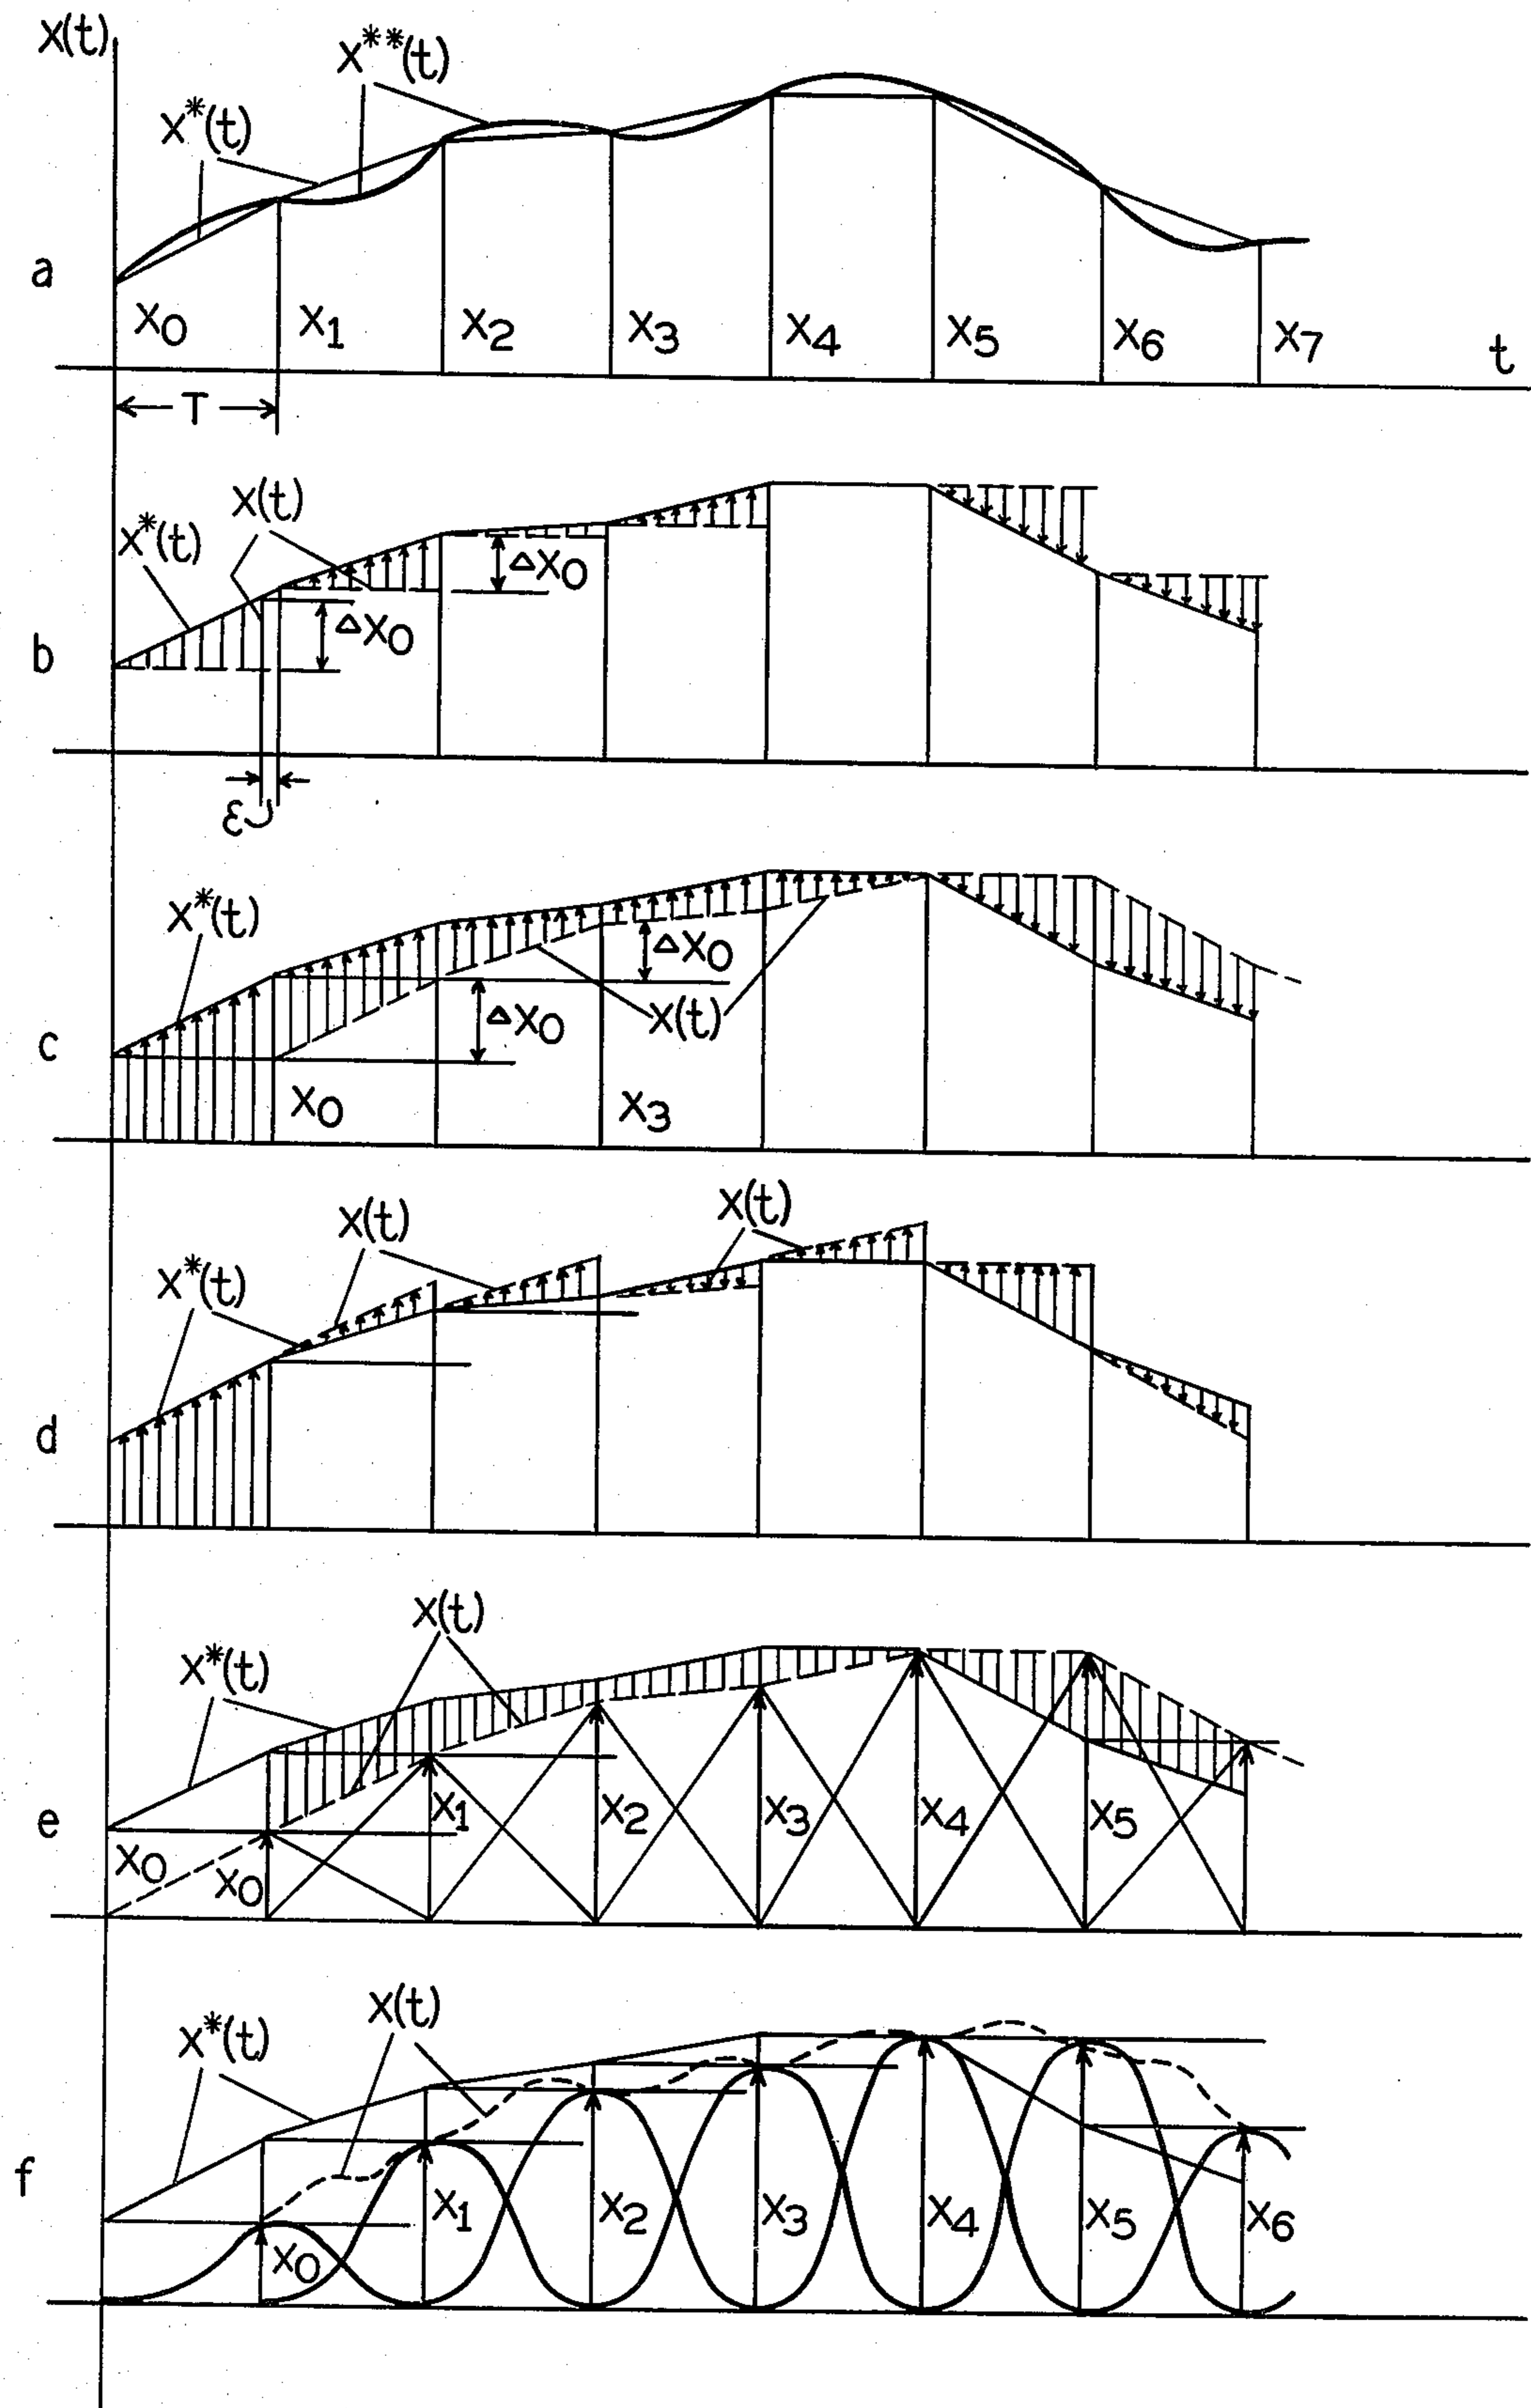 X(t)
X**(t)
X*(t)
a
X0 X1 X2 X3 X4 X5 X6 X7 t
T
X(t)
X*(t)
ΔX0
ΔX0
b
ε
X*(t)
ΔX0
X(t)
ΔX0
c
X0 X3
X(t)
X(t)
X*(t)
d
X(t)
X*(t)
e
X1 X2 X3 X4 X5
X0
X0
X(t)
X*(t)
f
X0 X1 X2 X3 X4 X5 X6